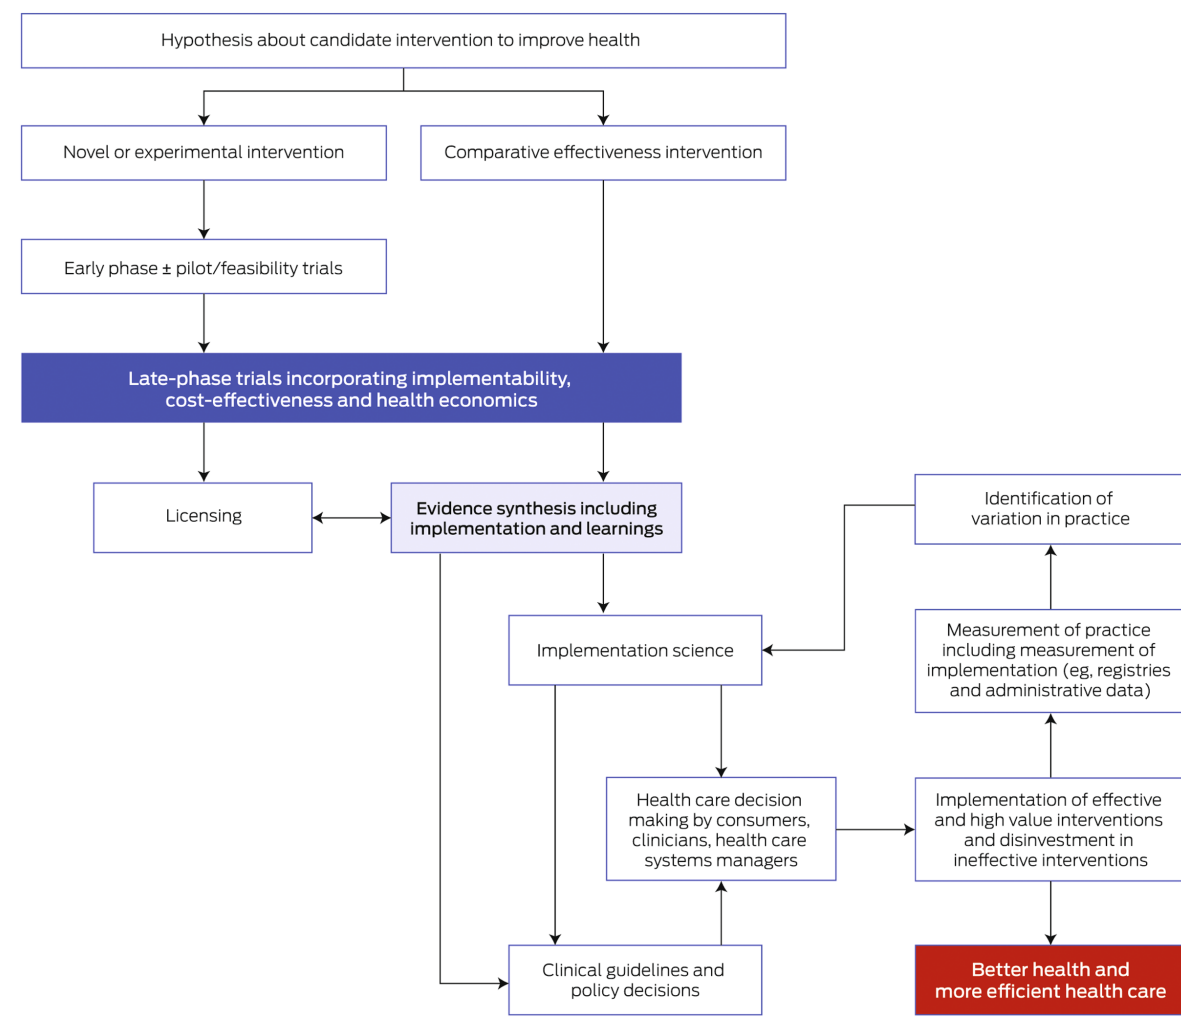 Hypothesis about candidate intervention to improve health
Novel or experimental intervention
Comparative effectiveness intervention
Early phase ± pilot/feasibility trials
Late-phase trials incorporating implementability,
cost-effectiveness and health economics
Licensing
Evidence synthesis including
implementation and learnings
Identification of
variation in practice
Implementation science
Measurement of practice
including measurement of
implementation (eg, registries
and administrative data)
Health care decision
making by consumers,
clinicians, health care
systems managers
Implementation of effective
and high value interventions
and disinvestment in
ineffective interventions
Clinical guidelines and
policy decisions
Better health and
more efficient health care